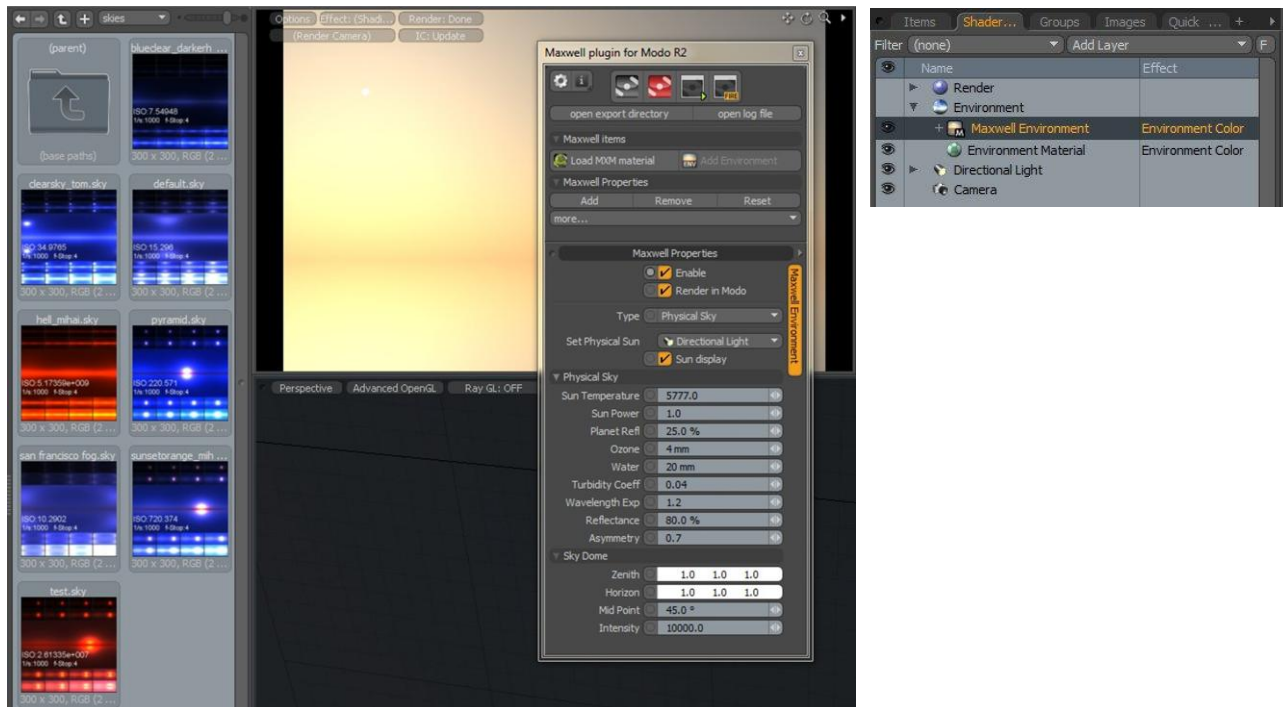 skies
(parent)
(base paths)
bluedear_darkerh ...
ISO:7.54948
1/s:1000 f-Stop:4
300 x 300, RGB (2 ...
clearsky_tom.sky
ISO:34.9765
1/s:1000 f-Stop:4
300 x 300, RGB (2 ...
default.sky
ISO:15.296
1/s:1000 f-Stop:4
300 x 300, RGB (2 ...
hell_mihai.sky
ISO:5.17359e+009
1/s:1000 f-Stop:4
300 x 300, RGB (2 ...
pyramid.sky
ISO:220.571
1/s:1000 f-Stop:4
300 x 300, RGB (2 ...
san francisco fog.sky
ISO:10.2902
1/s:1000 f-Stop:4
300 x 300, RGB (2 ...
sunsetorange_mih ...
ISO:720.374
1/s:1000 f-Stop:4
300 x 300, RGB (2 ...
test.sky
ISO:2.61335e+007
1/s:1000 f-Stop:4
300 x 300, RGB (2 ...
Options Effect: (Shadi... Render: Done
(Render Camera) IC: Update
Perspective Advanced OpenGL Ray GL: OFF
Maxwell plugin for Modo R2
FIRE
open export directory open log file
Maxwell items
Load MXM material ENV Add Environment
Maxwell Properties
Add Remove Reset
more...
Maxwell Properties
Enable
Render in Modo
Maxwell Environment
Type Physical Sky
Set Physical Sun Directional Light
Sun display
Physical Sky
Sun Temperature 5777.0
Sun Power 1.0
Planet Refl 25.0 %
Ozone 4 mm
Water 20 mm
Turbidity Coeff 0.04
Wavelength Exp 1.2
Reflectance 80.0 %
Asymmetry 0.7
Sky Dome
Zenith 1.0 1.0 1.0
Horizon 1.0 1.0 1.0
Mid Point 45.0 °
Intensity 10000.0
Items Shader... Groups Images Quick ... +
Filter (none) Add Layer F
Name Effect
Render
Environment
+ M Maxwell Environment Environment Color
Environment Material Environment Color
Directional Light
Camera